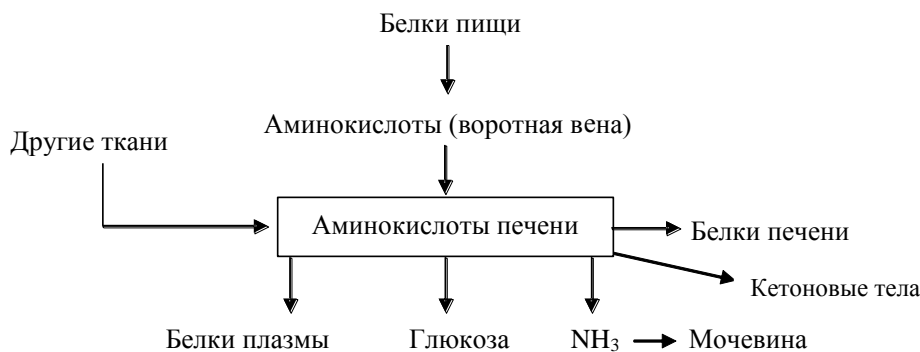 Белки пищи
Аминокислоты (воротная вена)
Другие ткани
Аминокислоты печени
Белки печени
Кетоновые тела
Белки плазмы
Глюкоза
NH₃
Мочевина